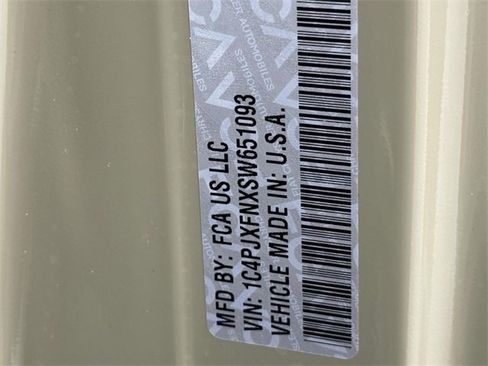 MFD BY: FCA US LLC
VIN: 1C4PJXFNXSW651093
VEHICLE MADE IN: U.S.A.